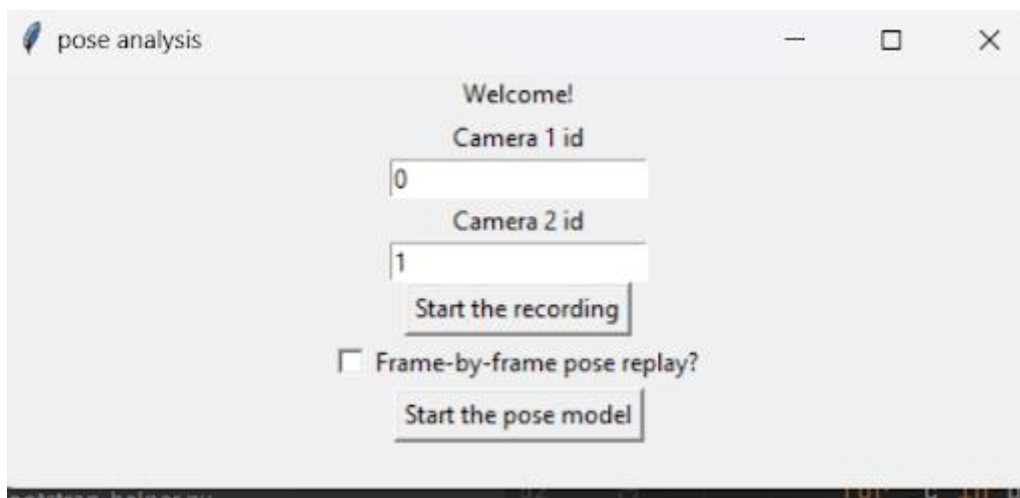 pose analysis
Welcome!
Camera 1 id
0
Camera 2 id
1
Start the recording
Frame-by-frame pose replay?
Start the pose model